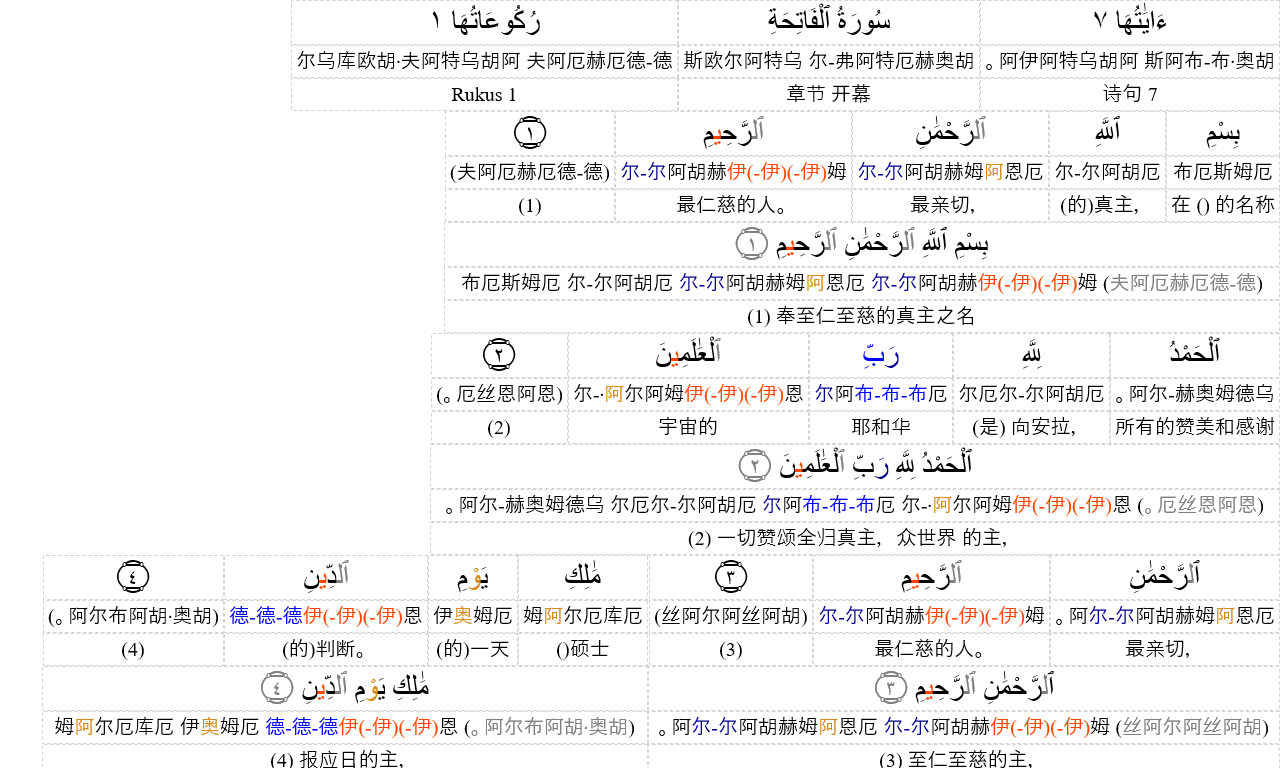 ءَايَٰتُهَا ٧ سُورَةُ ٱلْفَاتِحَةِ رُكُوعَاتُهَا ١
。阿伊阿特乌胡阿 斯阿布-布·奥胡 斯欧尔阿特乌 尔-弗阿特厄赫奥胡 尔乌库欧胡·夫阿特乌胡阿 夫阿厄赫厄德-德
诗句 7 章节 开幕 Rukus 1
بِسْمِ ٱللَّهِ ٱلرَّحْمَٰنِ ٱلرَّحِيمِ ١
布厄斯姆厄 尔-尔阿胡厄 尔-尔阿胡赫姆阿恩厄 尔-尔阿胡赫伊(-伊)(-伊)姆 (夫阿厄赫厄德-德)
在 () 的名称 (的)真主, 最亲切, 最仁慈的人。 (1)
بِسْمِ ٱللَّهِ ٱلرَّحْمَٰنِ ٱلرَّحِيمِ ١
布厄斯姆厄 尔-尔阿胡厄 尔-尔阿胡赫姆阿恩厄 尔-尔阿胡赫伊(-伊)(-伊)姆 (夫阿厄赫厄德-德)
(1) 奉至仁至慈的真主之名
ٱلْحَمْدُ لِلَّهِ رَبِّ ٱلْعَٰلَمِينَ ٢
。阿尔-赫奥姆德乌 尔厄尔-尔阿胡厄 尔阿布-布-布厄 尔-·阿尔阿姆伊(-伊)(-伊)恩 (。厄丝恩阿恩)
所有的赞美和感谢 (是) 向安拉, 耶和华 宇宙的 (2)
ٱلْحَمْدُ لِلَّهِ رَبِّ ٱلْعَٰلَمِينَ ٢
。阿尔-赫奥姆德乌 尔厄尔-尔阿胡厄 尔阿布-布-布厄 尔-·阿尔阿姆伊(-伊)(-伊)恩 (。厄丝恩阿恩)
(2) 一切赞颂全归真主, 众世界 的主,
ٱلرَّحْمَٰنِ ٱلرَّحِيمِ ٣ مَٰلِكِ يَوْمِ ٱلدِّينِ ٤
。阿尔-尔阿胡赫姆阿恩厄 尔-尔阿胡赫伊(-伊)(-伊)姆 (丝阿尔阿丝阿胡) 姆阿尔厄库厄 伊奥姆厄 德-德-德伊(-伊)(-伊)恩 (。阿尔布阿胡·奥胡)
最亲切, 最仁慈的人。 (3) ()硕士 (的)一天 (的)判断。 (4)
ٱلرَّحْمَٰنِ ٱلرَّحِيمِ ٣ مَٰلِكِ يَوْمِ ٱلدِّينِ ٤
。阿尔-尔阿胡赫姆阿恩厄 尔-尔阿胡赫伊(-伊)(-伊)姆 (丝阿尔阿丝阿胡) 姆阿尔厄库厄 伊奥姆厄 德-德-德伊(-伊)(-伊)恩 (。阿尔布阿胡·奥胡)
(3) 至仁至慈的主, (4) 报应日的主,